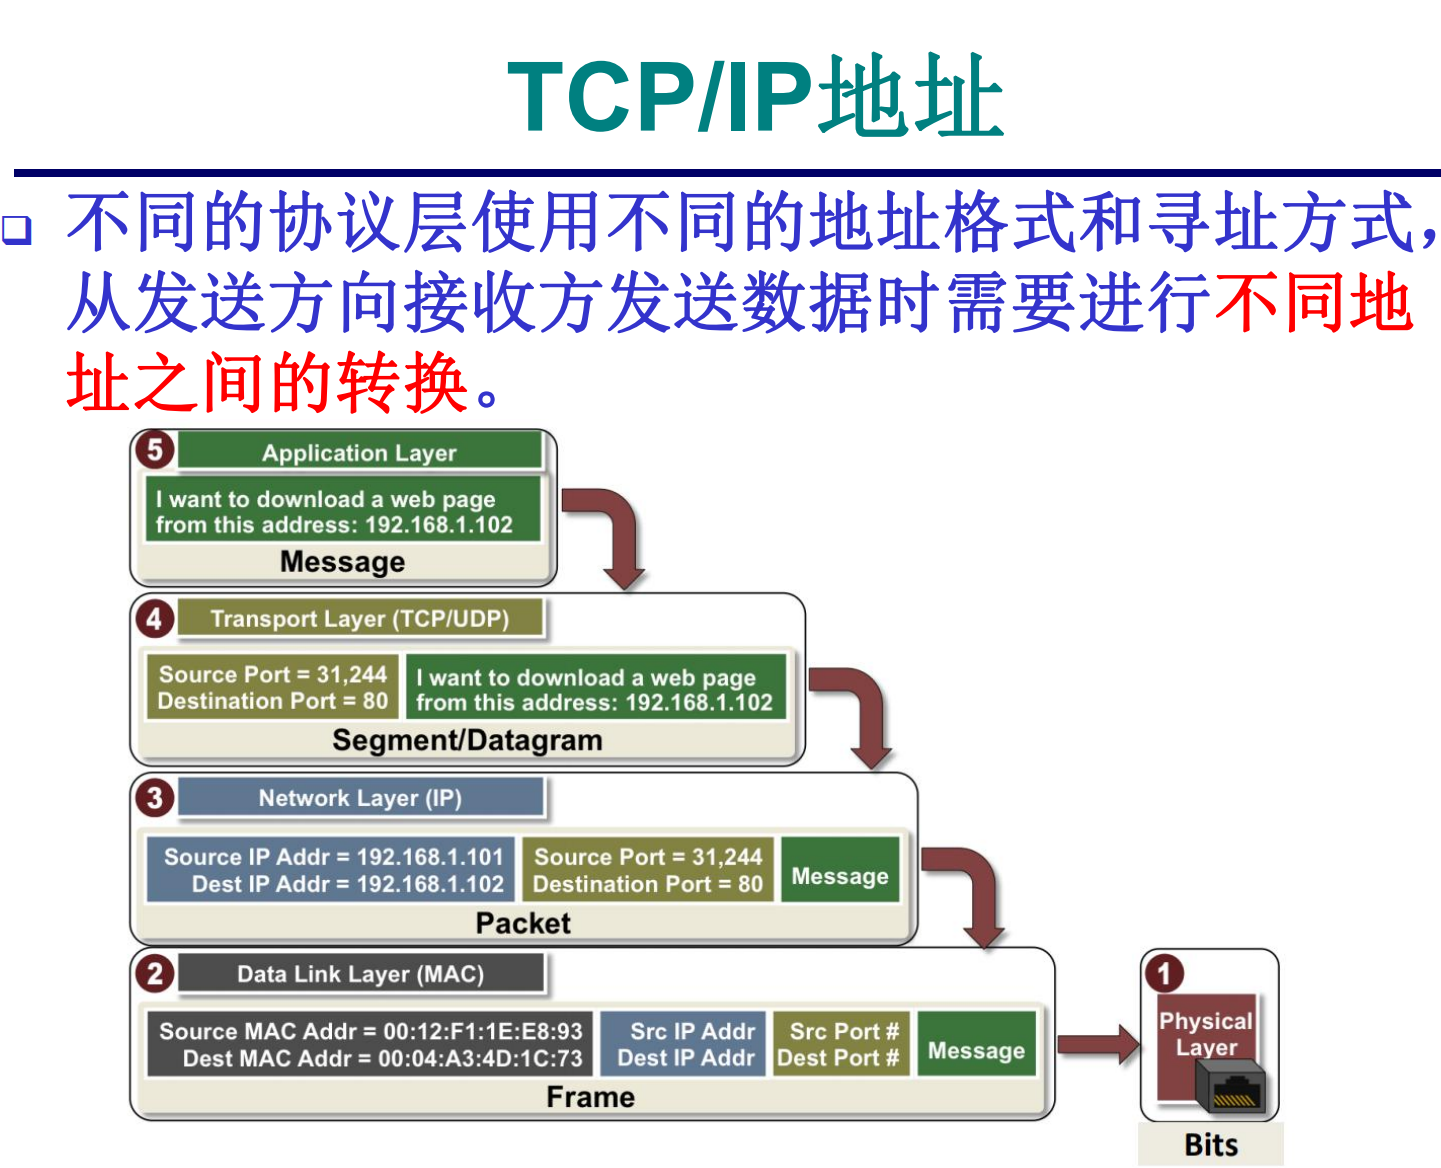 TCP/IP地址
不同的协议层使用不同的地址格式和寻址方式，
从发送方向接收方发送数据时需要进行不同地
址之间的转换。
5 Application Layer
I want to download a web page
from this address: 192.168.1.102
Message
4 Transport Layer (TCP/UDP)
Source Port = 31,244
Destination Port = 80
I want to download a web page
from this address: 192.168.1.102
Segment/Datagram
3 Network Layer (IP)
Source IP Addr = 192.168.1.101
Dest IP Addr = 192.168.1.102
Source Port = 31,244
Destination Port = 80
Message
Packet
2 Data Link Layer (MAC)
Source MAC Addr = 00:12:F1:1E:E8:93
Dest MAC Addr = 00:04:A3:4D:1C:73
Src IP Addr
Dest IP Addr
Src Port #
Dest Port #
Message
Frame
1
Physical
Layer
Bits